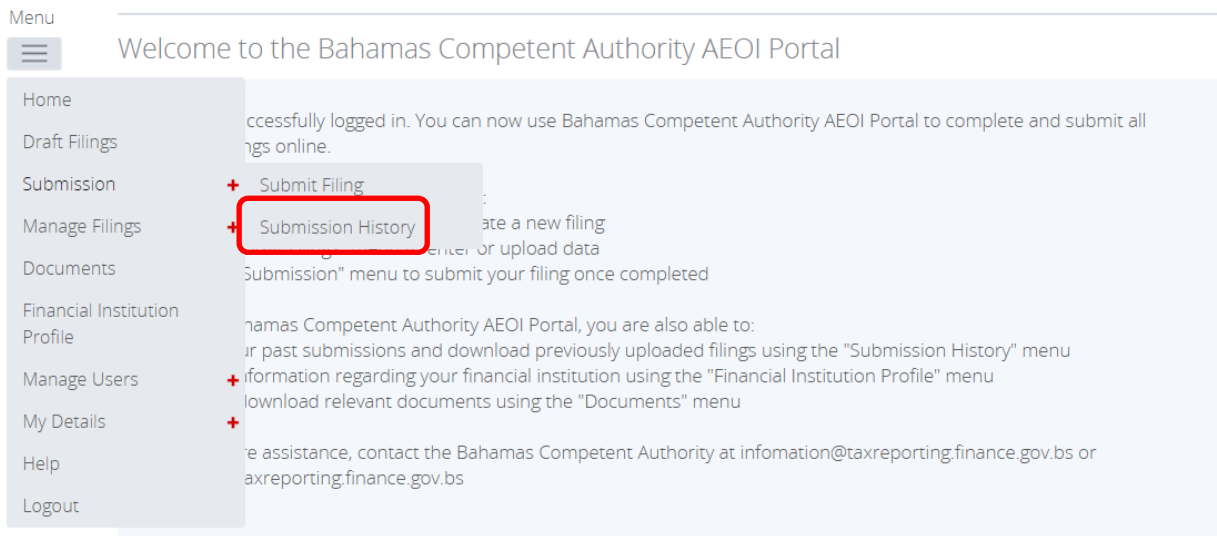 Menu
Welcome to the Bahamas Competent Authority AEOI Portal
Home
Draft Filings
Submission
Manage Filings
Documents
Financial Institution
Profile
Manage Users
My Details
Help
Logout
Submit Filing
Submission History
ccessfully logged in. You can now use Bahamas Competent Authority AEOI Portal to complete and submit all
ngs online.
:
ate a new filing
enter or upload data
Submission" menu to submit your filing once completed
hamas Competent Authority AEOI Portal, you are also able to:
ur past submissions and download previously uploaded filings using the "Submission History" menu
nformation regarding your financial institution using the "Financial Institution Profile" menu
download relevant documents using the "Documents" menu
re assistance, contact the Bahamas Competent Authority at infomation@taxreporting.finance.gov.bs or
axreporting.finance.gov.bs